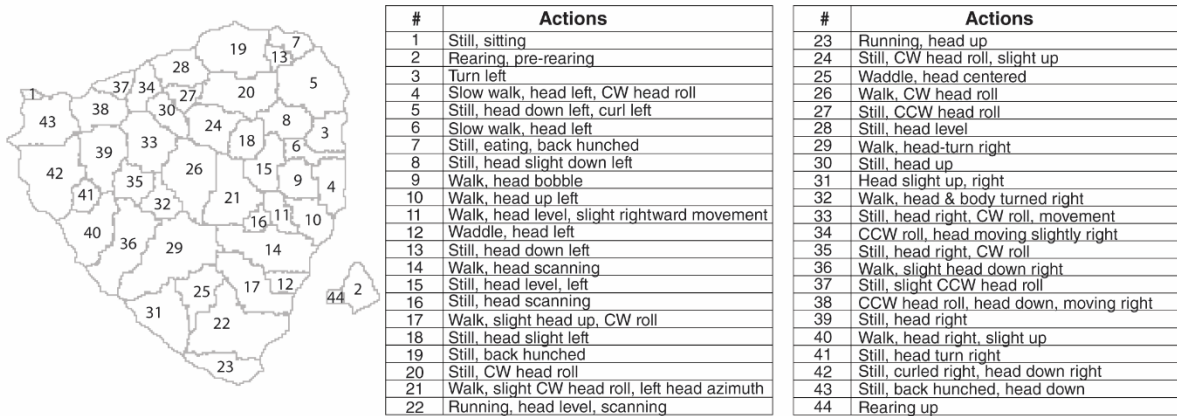 19
7
13
28
5
37
34
20
1
27
38
30
43
8
24
3
18
33
6
39
26
15
42
9
35
4
41
21
32
11
16
10
40
36
29
14
12
17
25
2
44
31
22
23
# Actions
1 Still, sitting
2 Rearing, pre-rearing
3 Turn left
4 Slow walk, head left, CW head roll
5 Still, head down left, curl left
6 Slow walk, head left
7 Still, eating, back hunched
8 Still, head slight down left
9 Walk, head bobble
10 Walk, head up left
11 Walk, head level, slight rightward movement
12 Waddle, head left
13 Still, head down left
14 Walk, head scanning
15 Still, head level, left
16 Still, head scanning
17 Walk, slight head up, CW roll
18 Still, head slight left
19 Still, back hunched
20 Still, CW head roll
21 Walk, slight CW head roll, left head azimuth
22 Running, head level, scanning
# Actions
23 Running, head up
24 Still, CW head roll, slight up
25 Waddle, head centered
26 Walk, CW head roll
27 Still, CCW head roll
28 Still, head level
29 Walk, head-turn right
30 Still, head up
31 Head slight up, right
32 Walk, head & body turned right
33 Still, head right, CW roll, movement
34 CCW roll, head moving slightly right
35 Still, head right, CW roll
36 Walk, slight head down right
37 Still, slight CCW head roll
38 CCW head roll, head down, moving right
39 Still, head right
40 Walk, head right, slight up
41 Still, head turn right
42 Still, curled right, head down right
43 Still, back hunched, head down
44 Rearing up